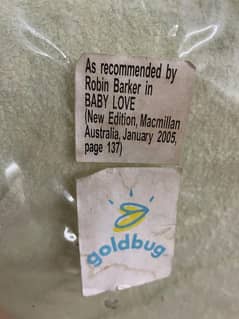 As recommended by
Robin Barker in
BABY LOVE
(New Edition, Macmillan
Australia, January 2005,
page 137)
goldbug